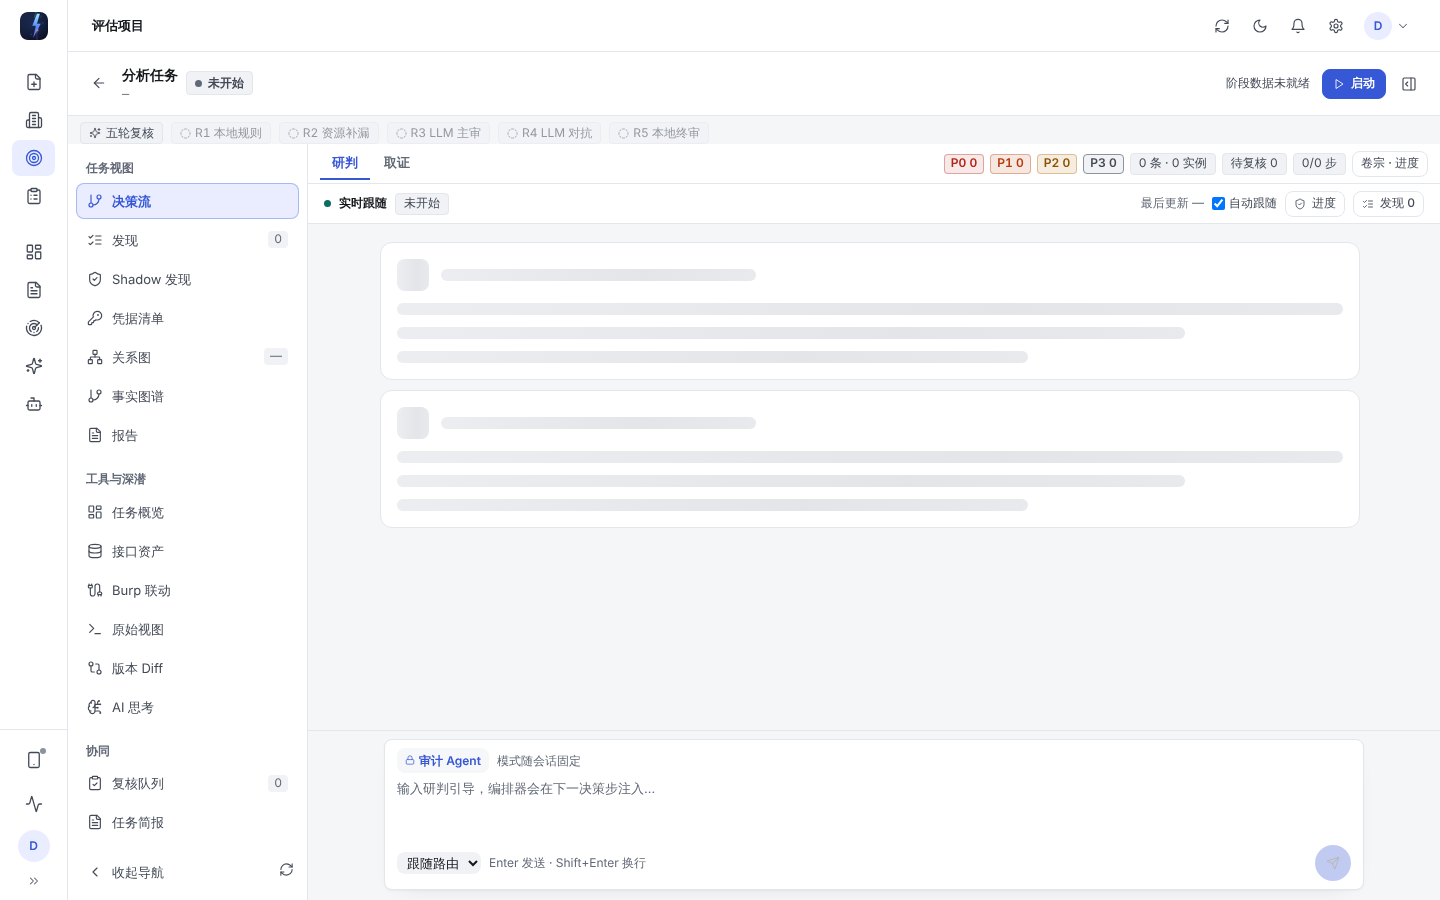 评估项目
D
分析任务
—
未开始
阶段数据未就绪
启动
五轮复核
R1 本地规则
R2 资源补漏
R3 LLM 主审
R4 LLM 对抗
R5 本地终审
任务视图
决策流
发现
0
Shadow 发现
凭据清单
关系图
—
事实图谱
报告
工具与深潜
任务概览
接口资产
Burp 联动
原始视图
版本 Diff
AI 思考
协同
复核队列
0
任务简报
收起导航
D
研判
取证
P0 0
P1 0
P2 0
P3 0
0 条 · 0 实例
待复核 0
0/0 步
卷宗 · 进度
实时跟随
未开始
最后更新 —
自动跟随
进度
发现 0
审计 Agent
模式随会话固定
输入研判引导，编排器会在下一决策步注入...
跟随路由
Enter 发送 · Shift+Enter 换行